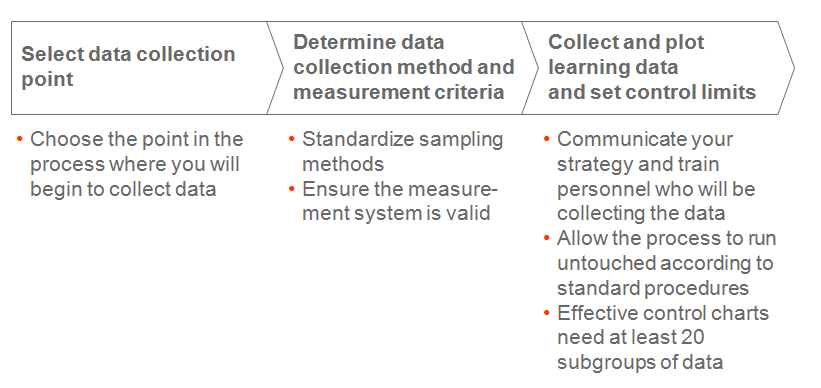 Select data collection
point
• Choose the point in the
process where you will
begin to collect data
Determine data
collection method and
measurement criteria
• Standardize sampling
methods
• Ensure the measure-
ment system is valid
Collect and plot
learning data
and set control limits
• Communicate your
strategy and train
personnel who will be
collecting the data
• Allow the process to run
untouched according to
standard procedures
• Effective control charts
need at least 20
subgroups of data